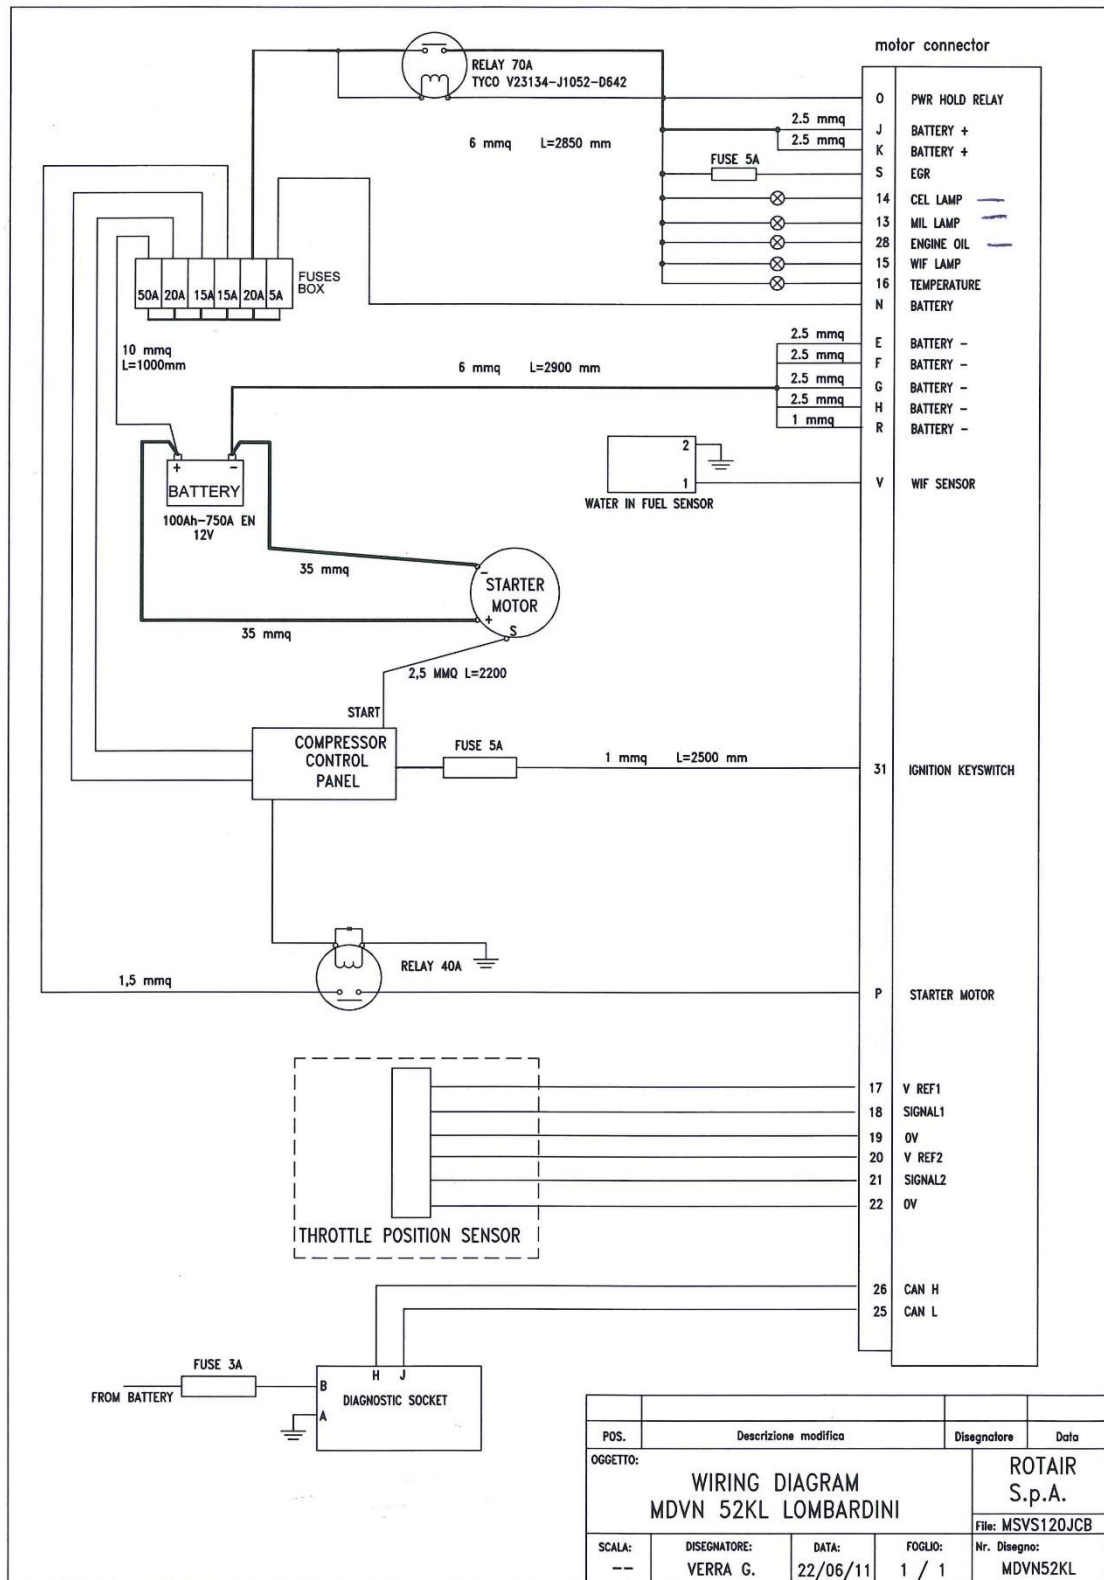 motor connector
RELAY 70A
TYCO V23134-J1052-D642
O PWR HOLD RELAY
2.5 mmq
J BATTERY +
2.5 mmq
K BATTERY +
6 mmq L=2850 mm
FUSE 5A
S EGR
14 CEL LAMP
13 MIL LAMP
28 ENGINE OIL
15 WIF LAMP
16 TEMPERATURE
N BATTERY
50A 20A 15A 15A 20A 5A
FUSES
BOX
10 mmq
L=1000mm
6 mmq L=2900 mm
2.5 mmq
E BATTERY -
2.5 mmq
F BATTERY -
2.5 mmq
G BATTERY -
2.5 mmq
H BATTERY -
1 mmq
R BATTERY -
2
1
WATER IN FUEL SENSOR
V WIF SENSOR
+ -
BATTERY
100Ah-750A EN
12V
35 mmq
35 mmq
-
STARTER
MOTOR
+
S
2,5 MMQ L=2200
START
COMPRESSOR
CONTROL
PANEL
FUSE 5A
1 mmq L=2500 mm
31 IGNITION KEYSWITCH
RELAY 40A
1,5 mmq
P STARTER MOTOR
17 V REF1
18 SIGNAL1
19 0V
20 V REF2
21 SIGNAL2
22 0V
THROTTLE POSITION SENSOR
26 CAN H
25 CAN L
FUSE 3A
FROM BATTERY
H J
B
A
DIAGNOSTIC SOCKET
POS. Descrizione modifica Disegnatore Data
OGGETTO:
WIRING DIAGRAM
MDVN 52KL LOMBARDINI
ROTAIR
S.p.A.
File: MSVS120JCB
SCALA: DISEGNATORE: DATA: FOGLIO: Nr. Disegno:
-- VERRA G. 22/06/11 1 / 1 MDVN52KL